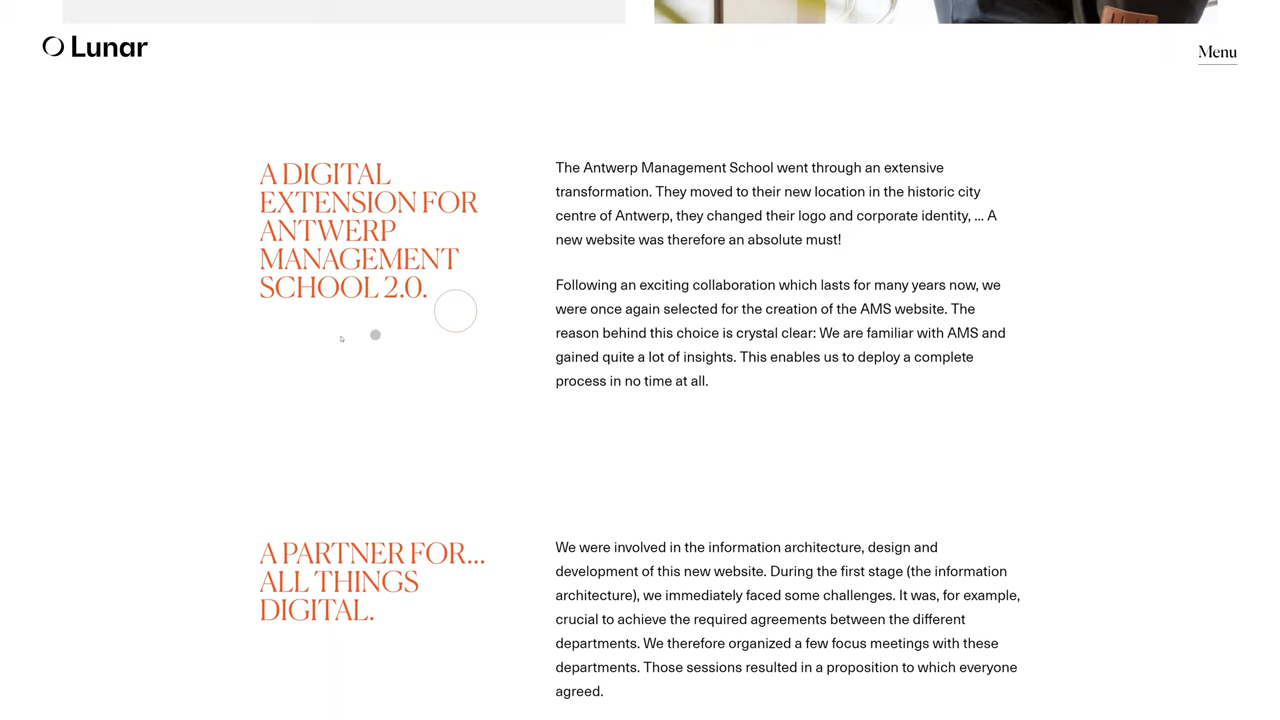 Lunar
Menu
A DIGITAL
EXTENSION FOR
ANTWERP
MANAGEMENT
SCHOOL 2.0.
The Antwerp Management School went through an extensive
transformation. They moved to their new location in the historic city
centre of Antwerp, they changed their logo and corporate identity, ... A
new website was therefore an absolute must!
Following an exciting collaboration which lasts for many years now, we
were once again selected for the creation of the AMS website. The
reason behind this choice is crystal clear: We are familiar with AMS and
gained quite a lot of insights. This enables us to deploy a complete
process in no time at all.
A PARTNER FOR...
ALL THINGS
DIGITAL.
We were involved in the information architecture, design and
development of this new website. During the first stage (the information
architecture), we immediately faced some challenges. It was, for example,
crucial to achieve the required agreements between the different
departments. We therefore organized a few focus meetings with these
departments. Those sessions resulted in a proposition to which everyone
agreed.